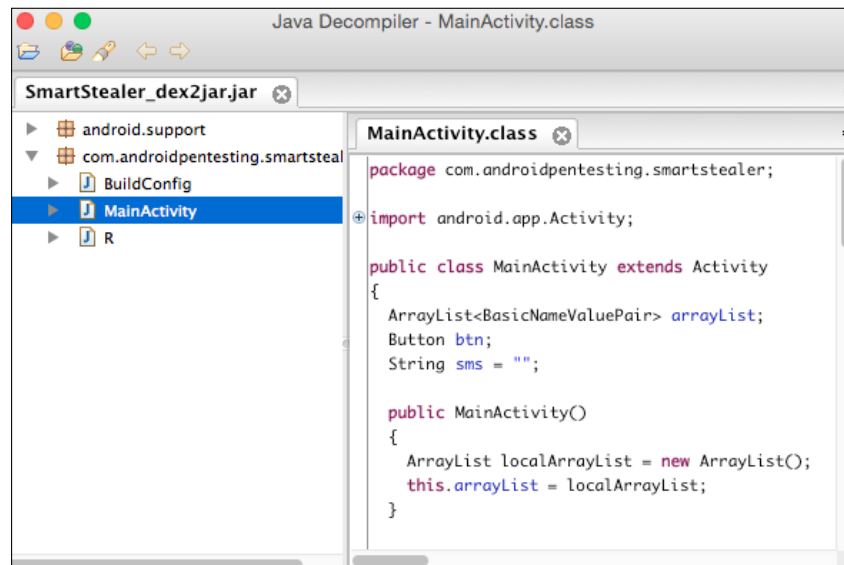 Java Decompiler - MainActivity.class
SmartStealer_dex2jar.jar
android.support
com.androidpentesting.smartsteal
BuildConfig
MainActivity
R
MainActivity.class
package com.androidpentesting.smartstealer;
import android.app.Activity;
public class MainActivity extends Activity
{
ArrayList<BasicNameValuePair> arrayList;
Button btn;
String sms = "";
public MainActivity()
{
ArrayList localArrayList = new ArrayList();
this.arrayList = localArrayList;
}